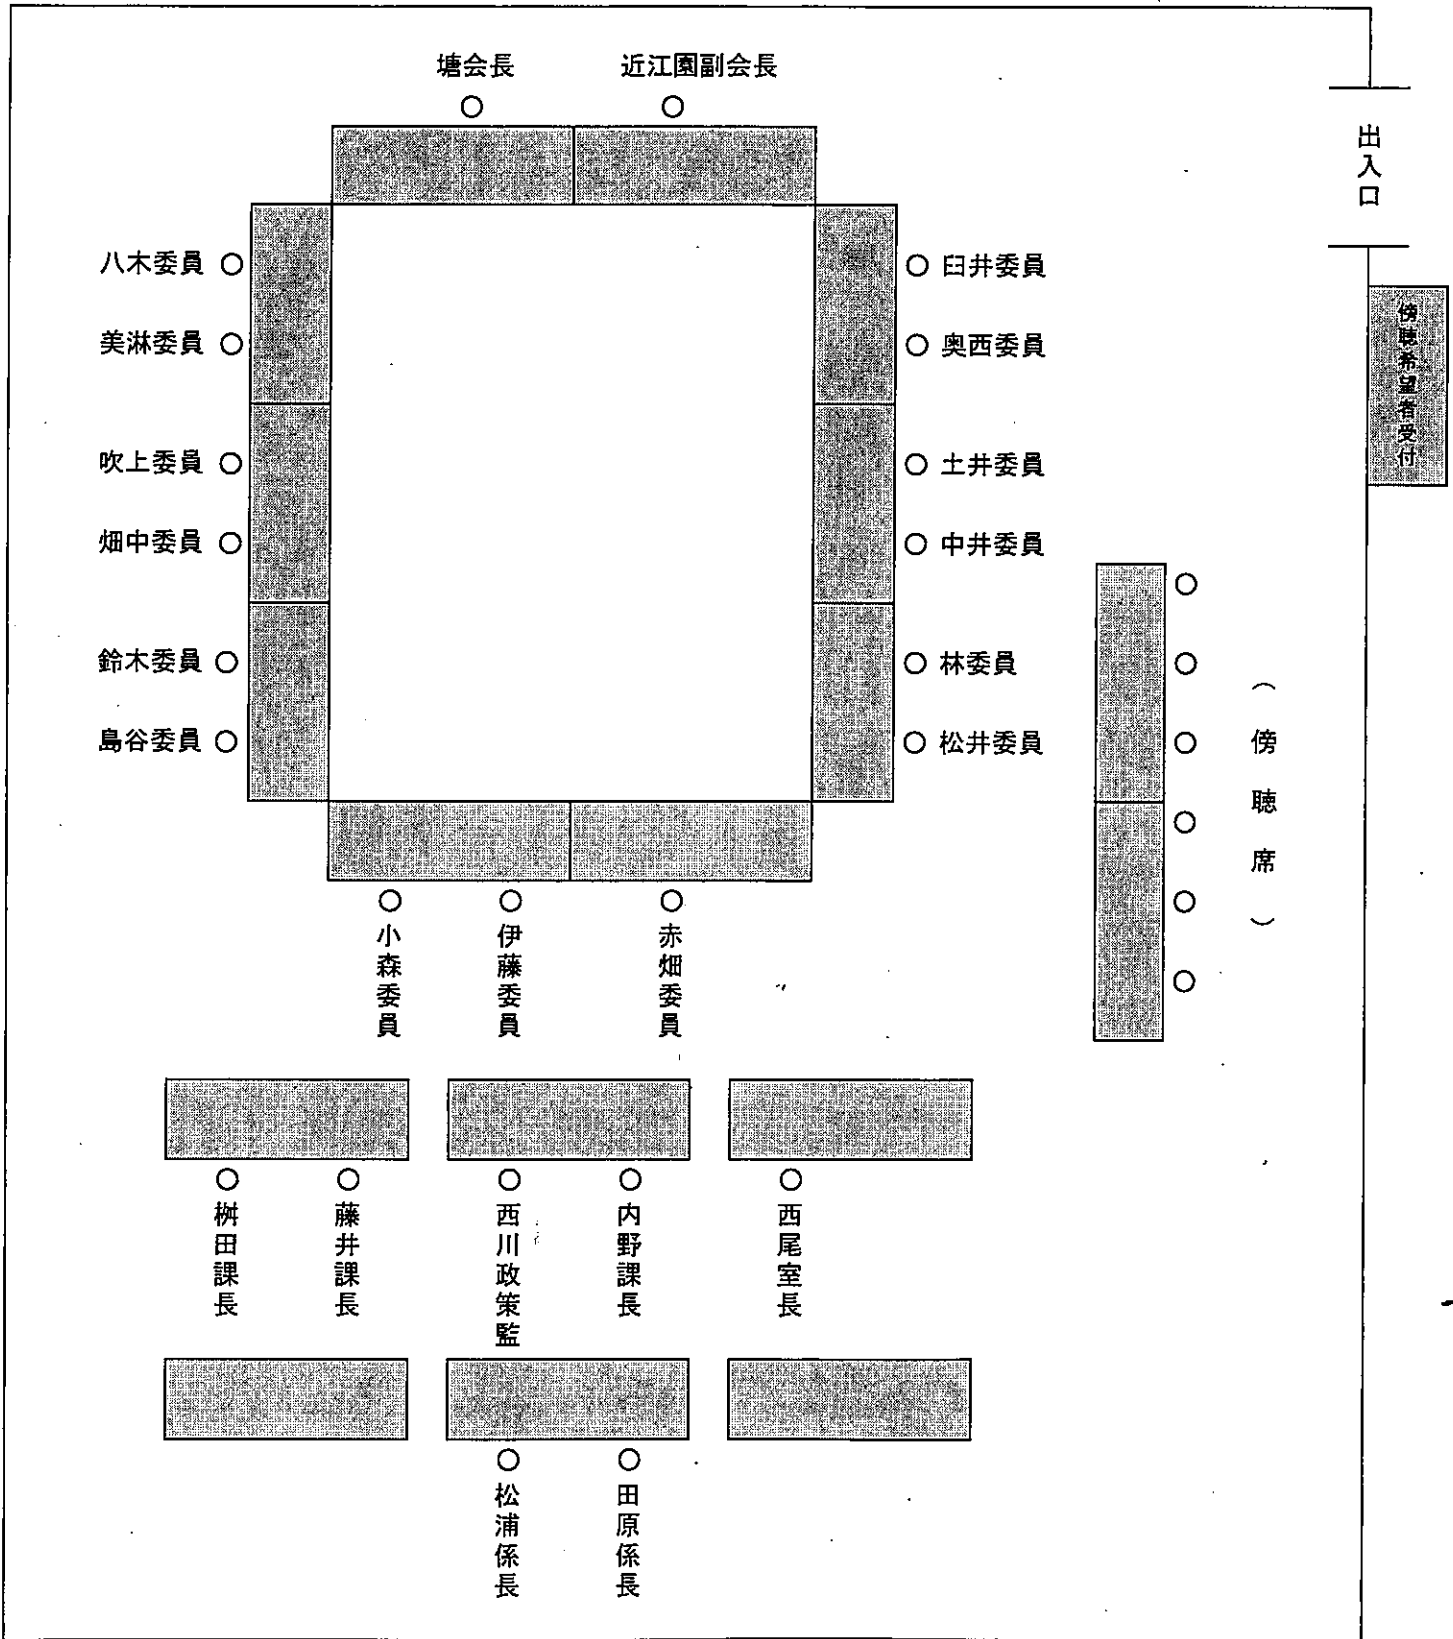 塘会長
近江園副会長
出入口
八木委員
臼井委員
傍聴希望者受付
美淋委員
奥西委員
吹上委員
土井委員
畑中委員
中井委員
鈴木委員
林委員
島谷委員
松井委員
（傍聴席）
小森委員
伊藤委員
赤畑委員
桝田課長
藤井課長
西川政策監
内野課長
西尾室長
松浦係長
田原係長